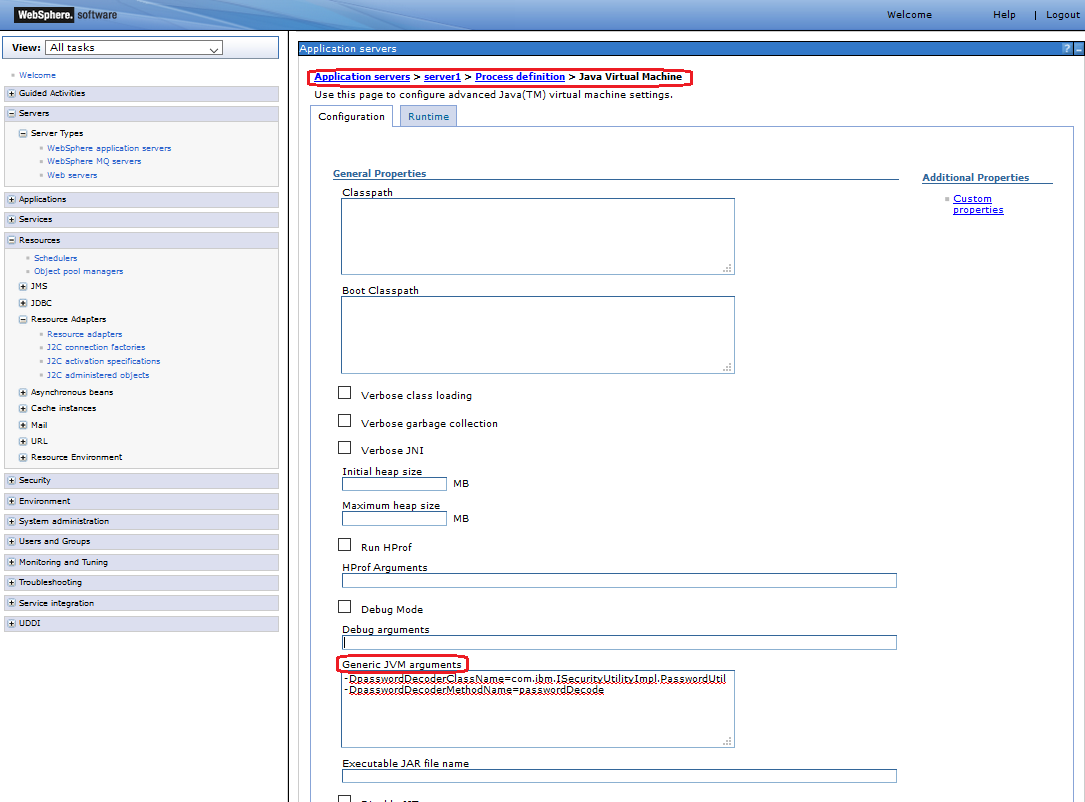 WebSphere. software
Welcome Help | Logout
View: All tasks
Welcome
Guided Activities
Servers
Server Types
WebSphere application servers
WebSphere MQ servers
Web servers
Applications
Services
Resources
Schedulers
Object pool managers
JMS
JDBC
Resource Adapters
Resource adapters
J2C connection factories
J2C activation specifications
J2C administered objects
Asynchronous beans
Cache instances
Mail
URL
Resource Environment
Security
Environment
System administration
Users and Groups
Monitoring and Tuning
Troubleshooting
Service integration
UDDI
Application servers ? _
Application servers > server1 > Process definition > Java Virtual Machine
Use this page to configure advanced Java(TM) virtual machine settings.
Configuration Runtime
General Properties
Classpath
Boot Classpath
Verbose class loading
Verbose garbage collection
Verbose JNI
Initial heap size
MB
Maximum heap size
MB
Run HProf
HProf Arguments
Debug Mode
Debug arguments
Generic JVM arguments
-DpasswordDecoderClassName=com.ibm.ISecurityUtilityImpl.PasswordUtil
-DpasswordDecoderMethodName=passwordDecode
Executable JAR file name
Additional Properties
Custom
properties